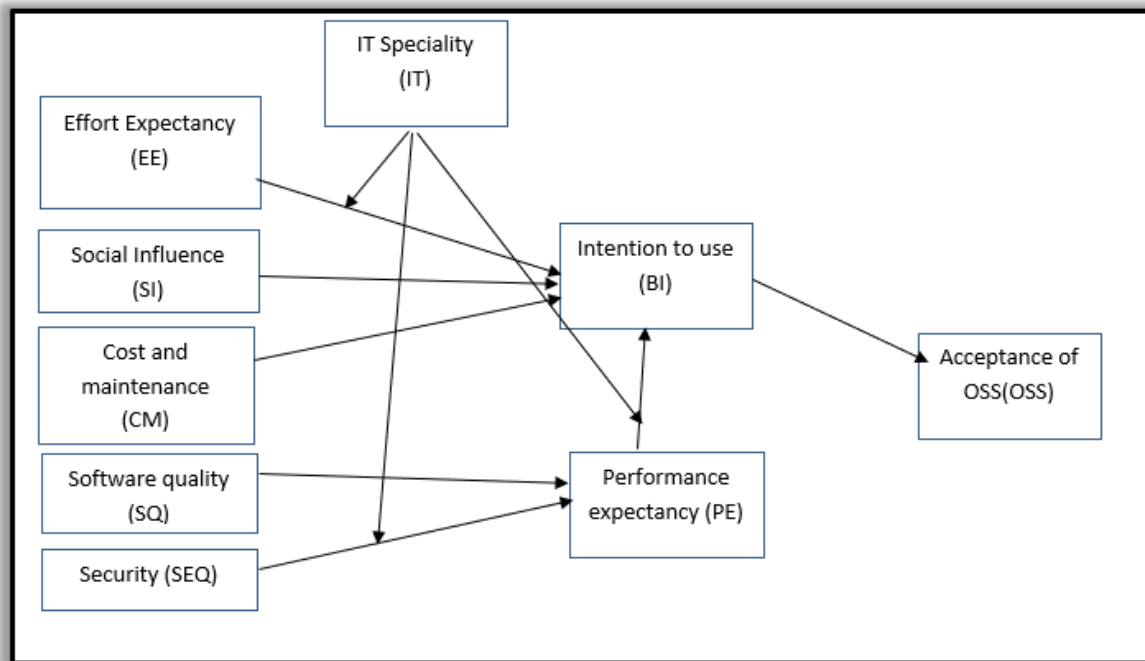 IT Speciality
(IT)
Effort Expectancy
(EE)
Social Influence
(SI)
Intention to use
(BI)
Cost and
maintenance
(CM)
Acceptance of
OSS(OSS)
Software quality
(SQ)
Performance
expectancy (PE)
Security (SEQ)